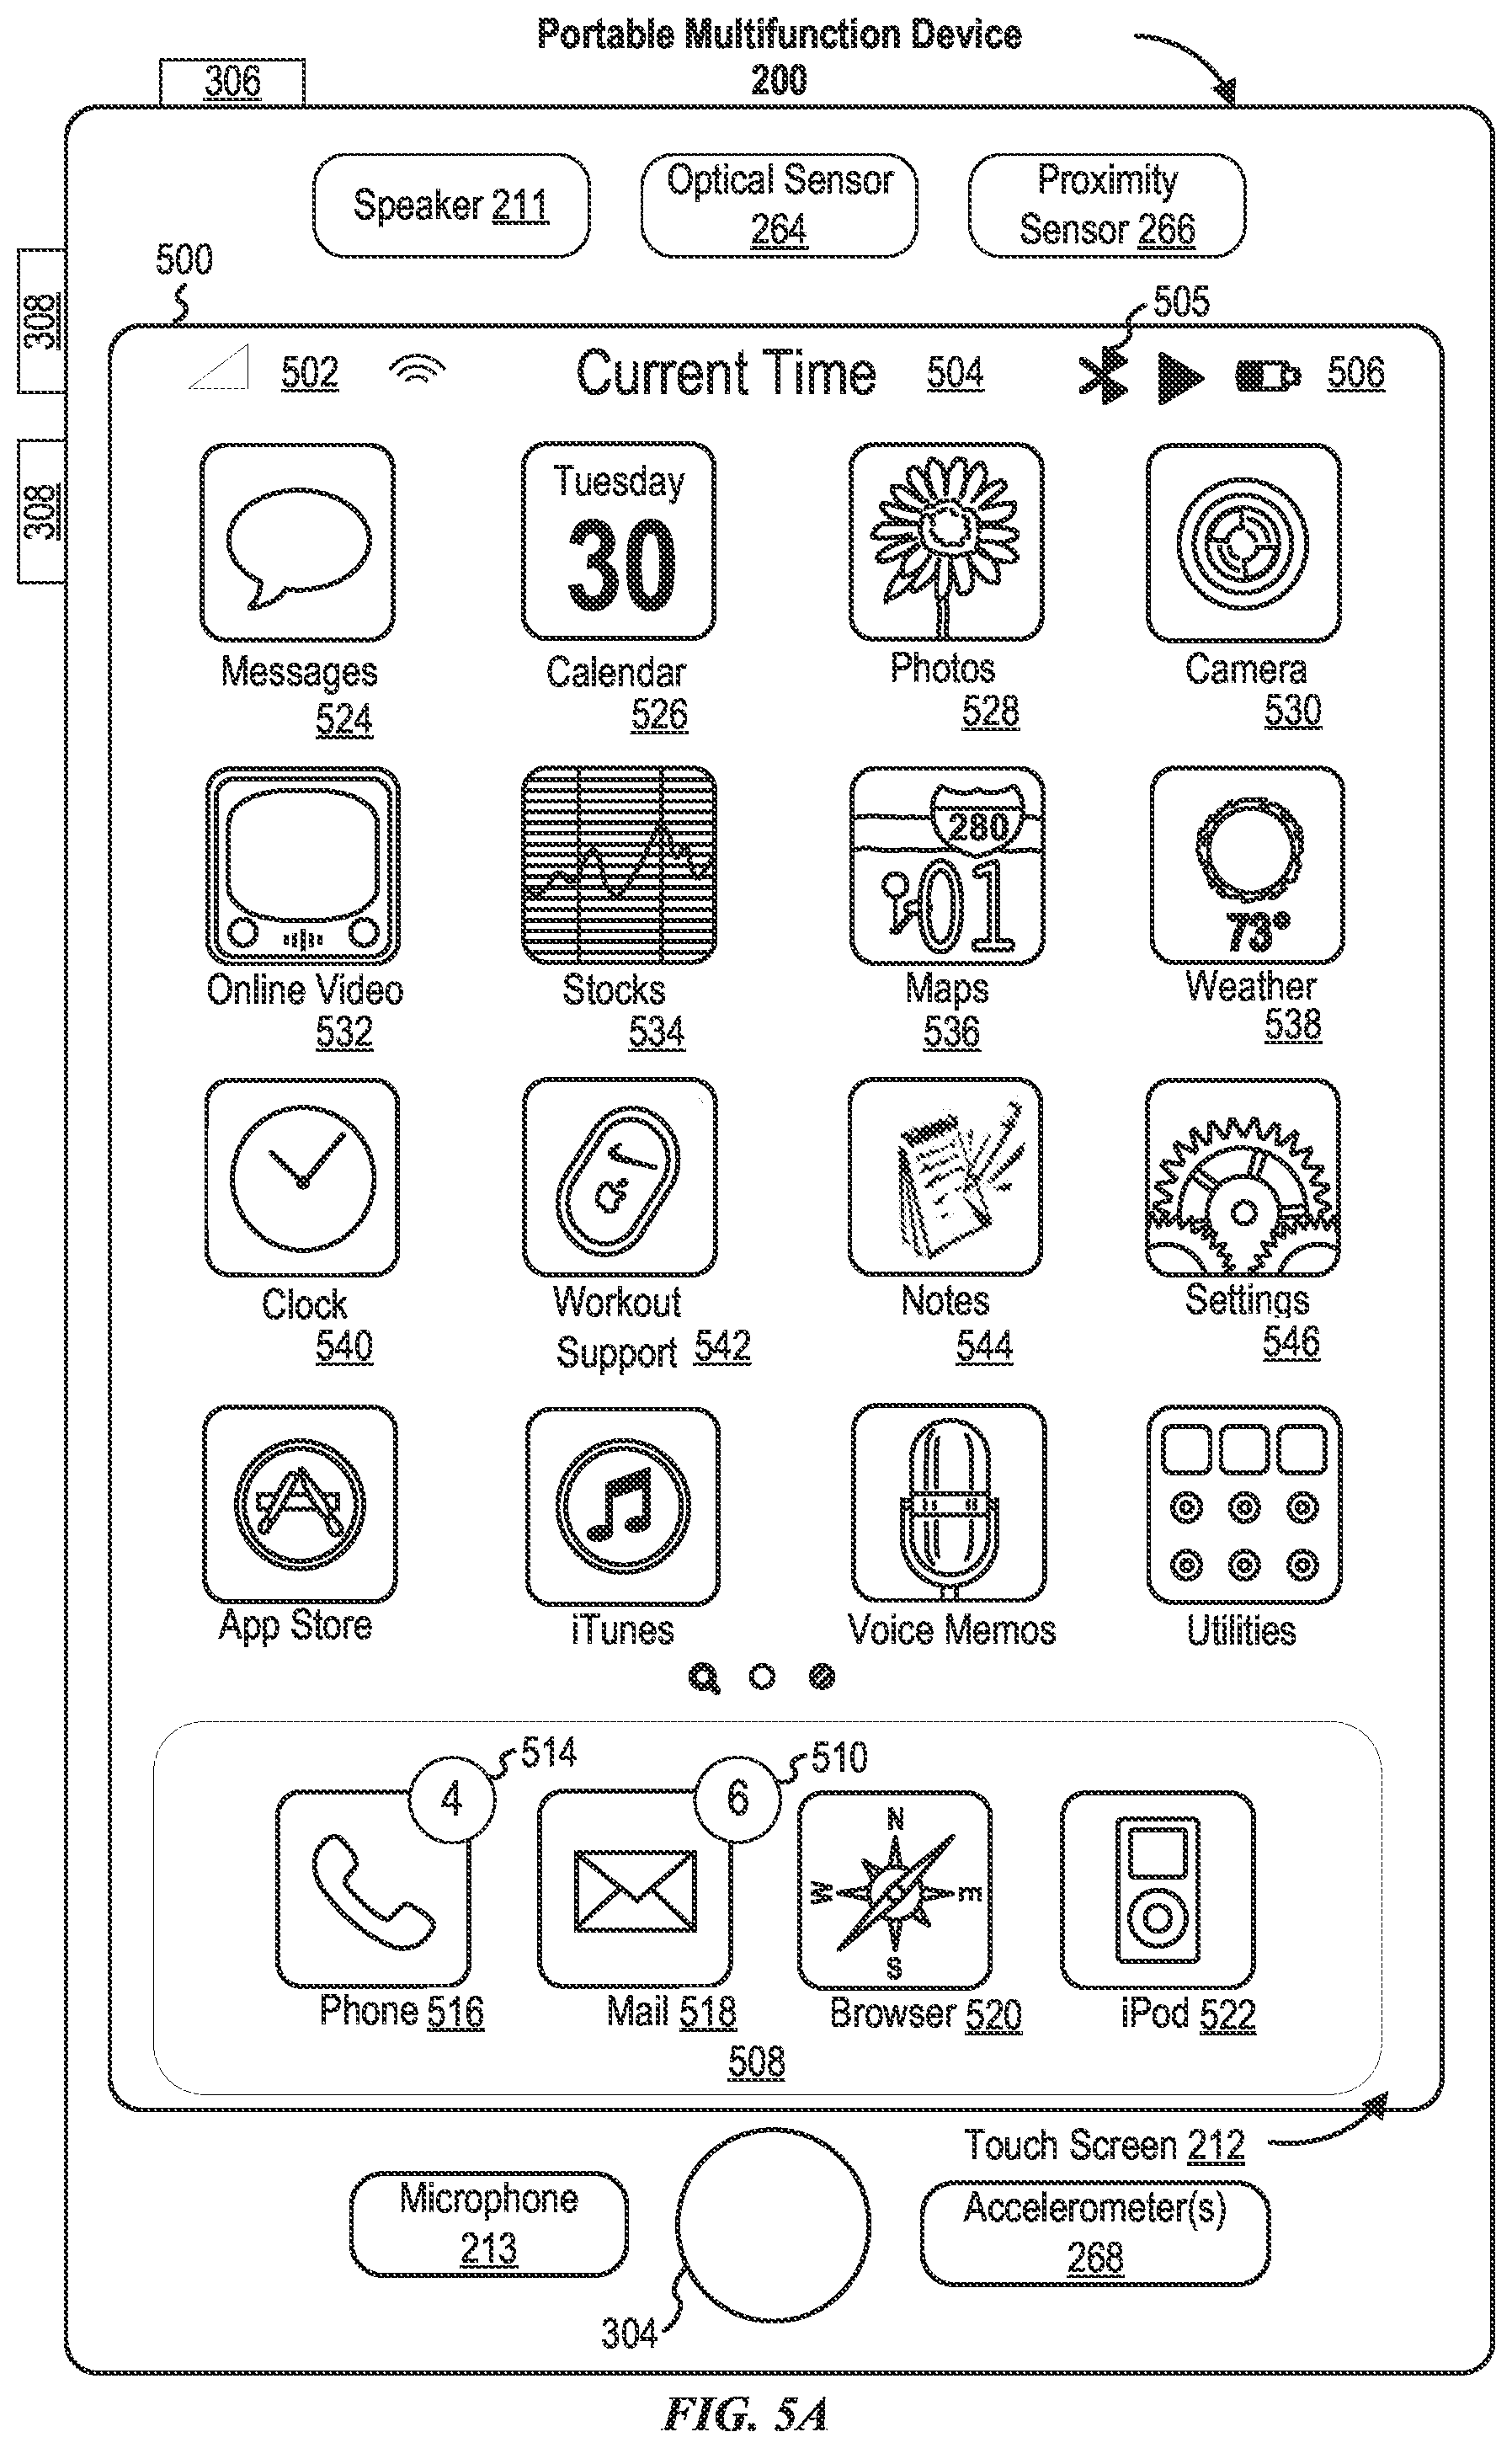 Portable Multifunction Device
200
306
Speaker 211
Optical Sensor
264
Proximity
Sensor 266
308
308
500
505
502
Current Time
504
506
Tuesday
30
Messages
524
Calendar
526
Photos
528
Camera
530
280
01
73°
Online Video
532
Stocks
534
Maps
536
Weather
538
Clock
540
Workout
Support 542
Notes
544
Settings
546
App Store
iTunes
Voice Memos
Utilities
4
514
6
510
N
W
E
S
Phone 516
Mail 518
Browser 520
iPod 522
508
Touch Screen 212
Microphone
213
Accelerometer(s)
268
304
FIG. 5A